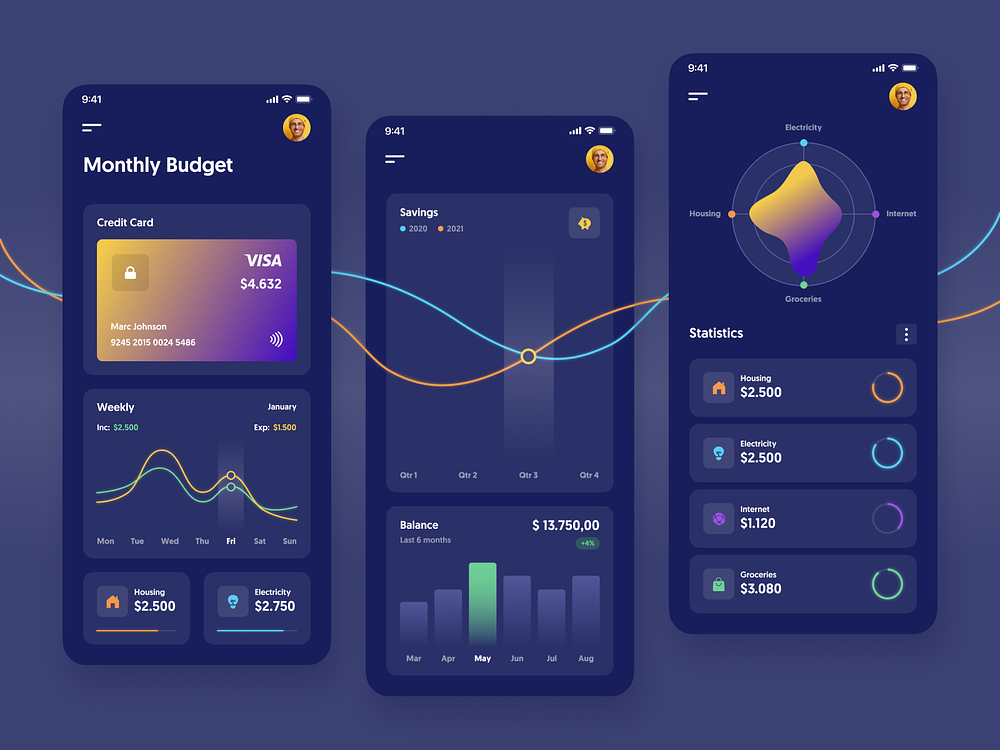 9:41
Monthly Budget
Credit Card
VISA
$4.632
Marc Johnson
9245 2015 0024 5486
Weekly
January
Inc: $2.500
Exp: $1.500
Mon Tue Wed Thu Fri Sat Sun
Housing
$2.500
Electricity
$2.750
9:41
Savings
2020 2021
Qtr 1 Qtr 2 Qtr 3 Qtr 4
Balance
$ 13.750,00
Last 6 months
+4%
Mar Apr May Jun Jul Aug
9:41
Electricity
Housing
Internet
Groceries
Statistics
Housing
$2.500
Electricity
$2.500
Internet
$1.120
Groceries
$3.080